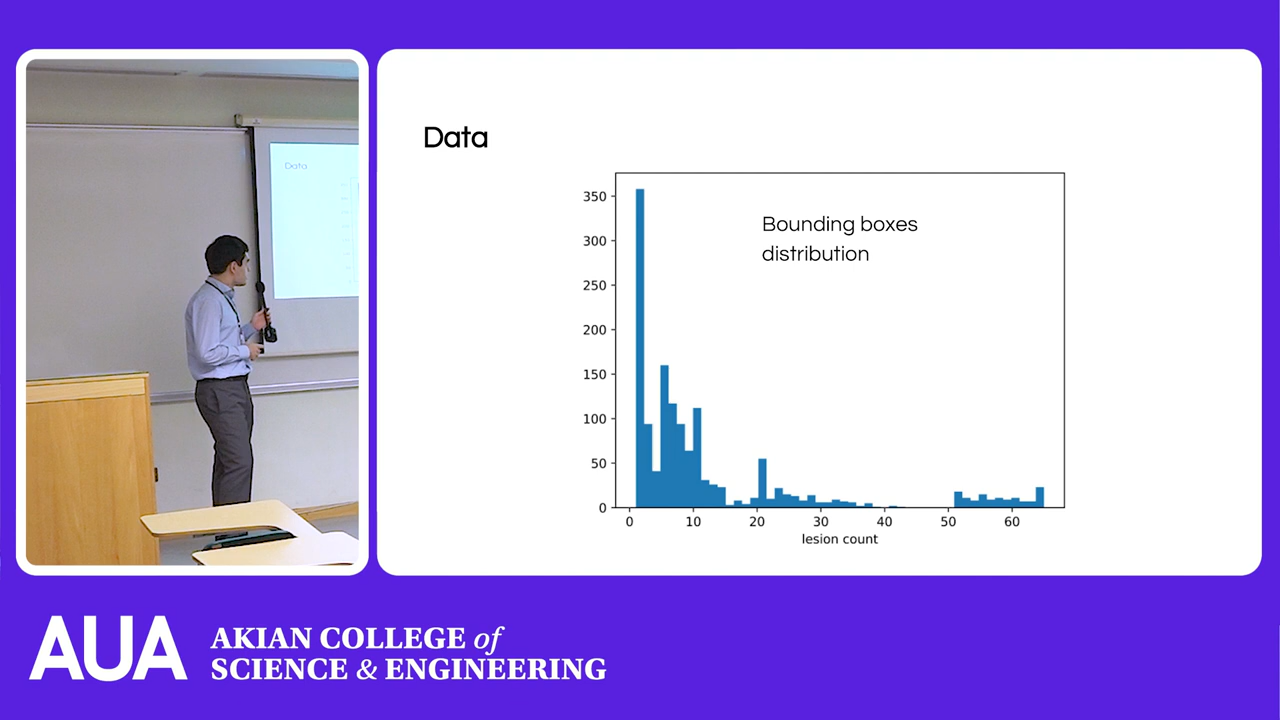 Data
Data
Bounding boxes
distribution
350
300
250
200
150
100
50
0
0 10 20 30 40 50 60
lesion count
AUA
AKIAN COLLEGE of
SCIENCE & ENGINEERING